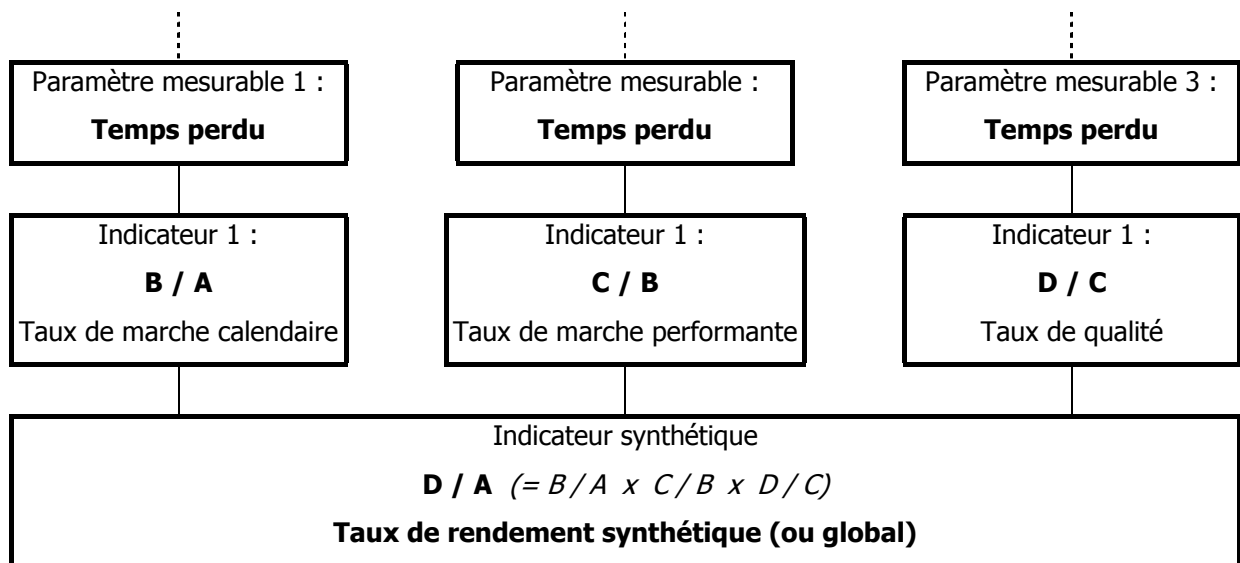 Paramètre mesurable 1 :
Temps perdu
Paramètre mesurable :
Temps perdu
Paramètre mesurable 3 :
Temps perdu
Indicateur 1 :
B / A
Taux de marche calendaire
Indicateur 1 :
C / B
Taux de marche performante
Indicateur 1 :
D / C
Taux de qualité
Indicateur synthétique
D / A (= B / A x C / B x D / C)
Taux de rendement synthétique (ou global)